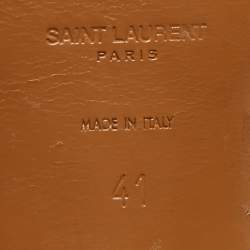 SAINT LAURENT
PARIS
MADE IN ITALY
41